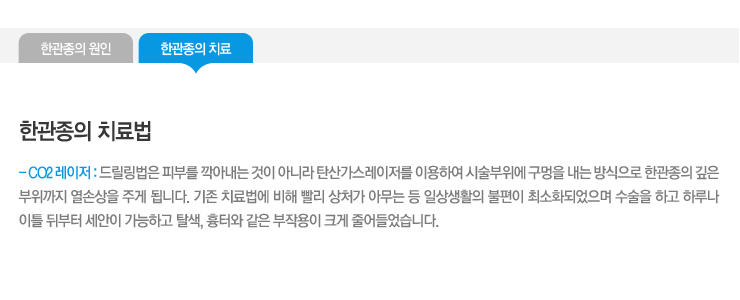 한관종의 원인
한관종의 치료
한관종의 치료법
– CO2 레이저 : 드릴링법은 피부를 깍아내는 것이 아니라 탄산가스레이저를 이용하여 시술부위에 구멍을 내는 방식으로 한관종의 깊은
부위까지 열손상을 주게 됩니다. 기존 치료법에 비해 빨리 상처가 아무는 등 일상생활의 불편이 최소화되었으며 수술을 하고 하루나
이틀 뒤부터 세안이 가능하고 탈색, 흉터와 같은 부작용이 크게 줄어들었습니다.